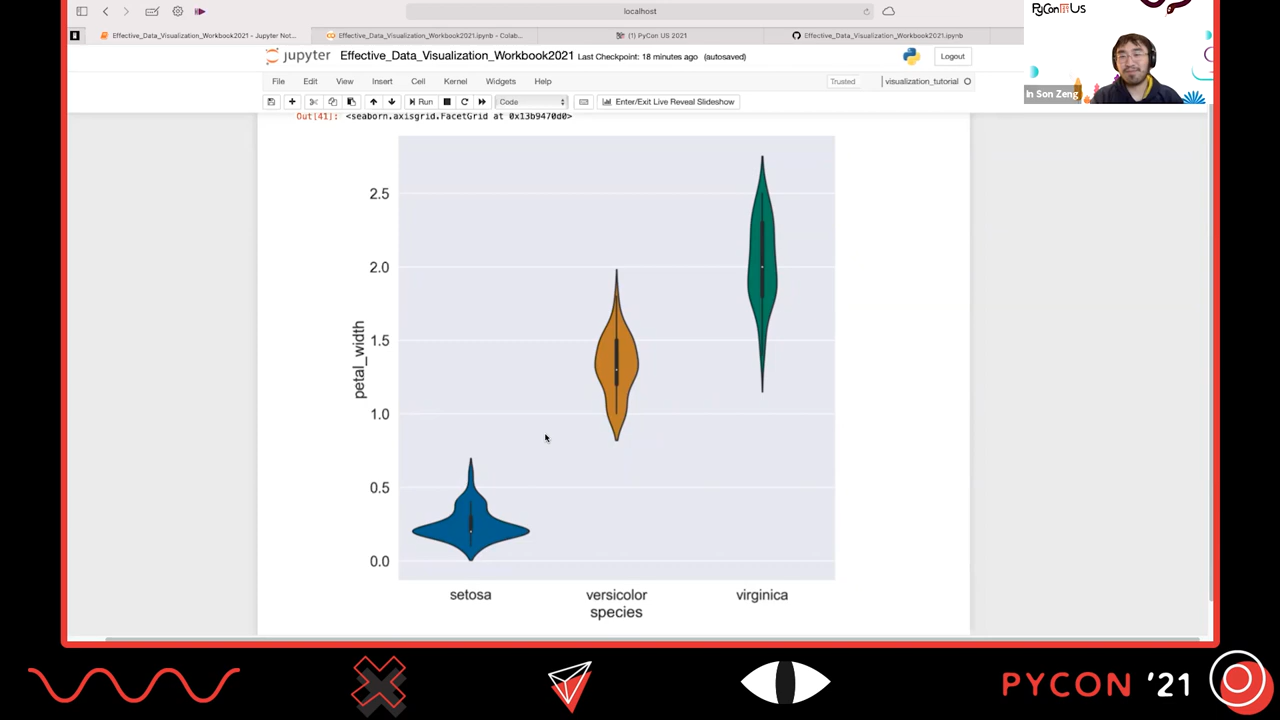 localhost
Effective_Data_Visualization_Workbook2021 - Jupyter Not...
Effective_Data_Visualization_Workbook2021.ipynb - Colab...
(1) PyCon US 2021
Effective_Data_Visualization_Workbook2021.ipynb
PyCon US
jupyter Effective_Data_Visualization_Workbook2021 Last Checkpoint: 18 minutes ago (autosaved)
Logout
File Edit View Insert Cell Kernel Widgets Help
Trusted
visualization_tutorial
Run
Code
Enter/Exit Live Reveal Slideshow
In Son Zeng
Out[41]: <seaborn.axisgrid.FacetGrid at 0x13b9470d0>
2.5
2.0
1.5
1.0
0.5
0.0
petal_width
setosa
versicolor
virginica
species
PYCON '21